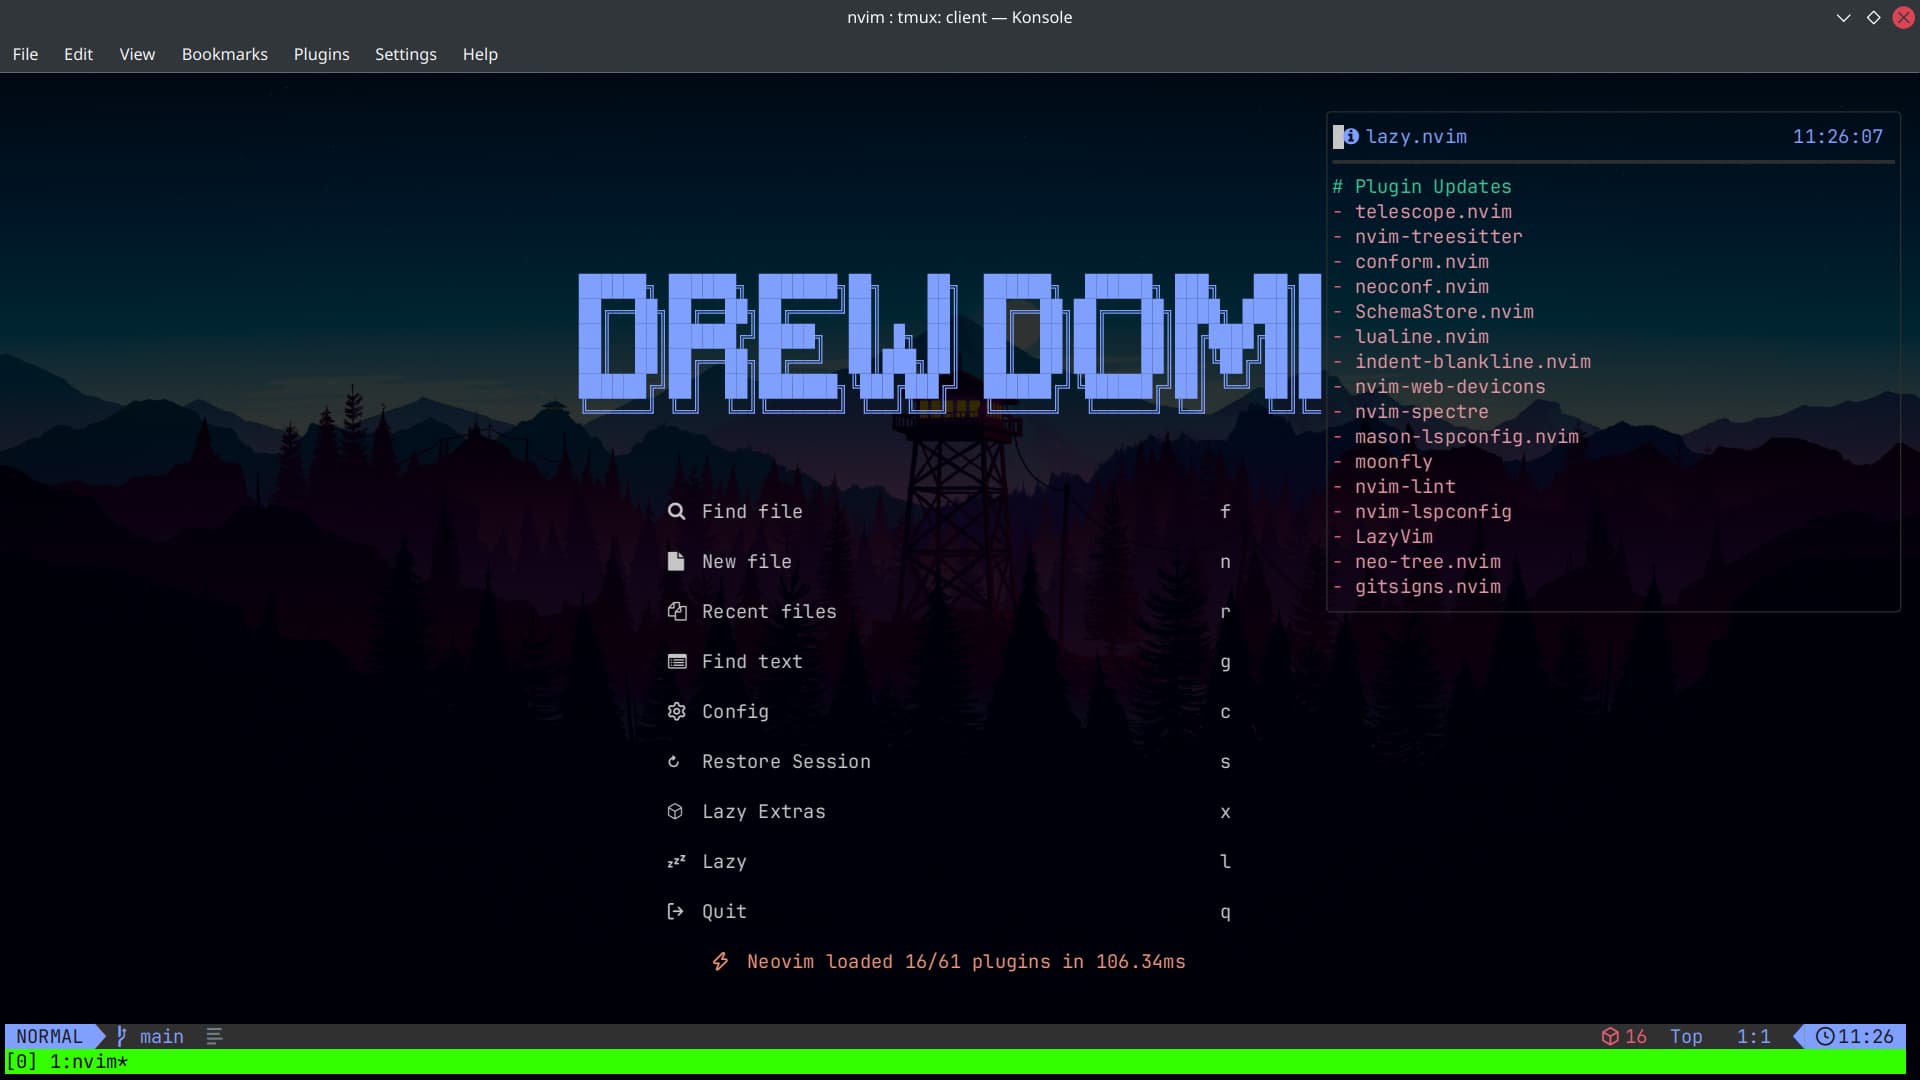 nvim : tmux: client — Konsole
File Edit View Bookmarks Plugins Settings Help
lazy.nvim 11:26:07
# Plugin Updates
- telescope.nvim
- nvim-treesitter
- conform.nvim
- neoconf.nvim
- SchemaStore.nvim
- lualine.nvim
- indent-blankline.nvim
- nvim-web-devicons
- nvim-spectre
- mason-lspconfig.nvim
- moonfly
- nvim-lint
- nvim-lspconfig
- LazyVim
- neo-tree.nvim
- gitsigns.nvim
DREW DOM
Find file f
New file n
Recent files r
Find text g
Config c
Restore Session s
Lazy Extras x
zzz Lazy l
Quit q
Neovim loaded 16/61 plugins in 106.34ms
NORMAL main 16 Top 1:1 11:26
[0] 1:nvim*